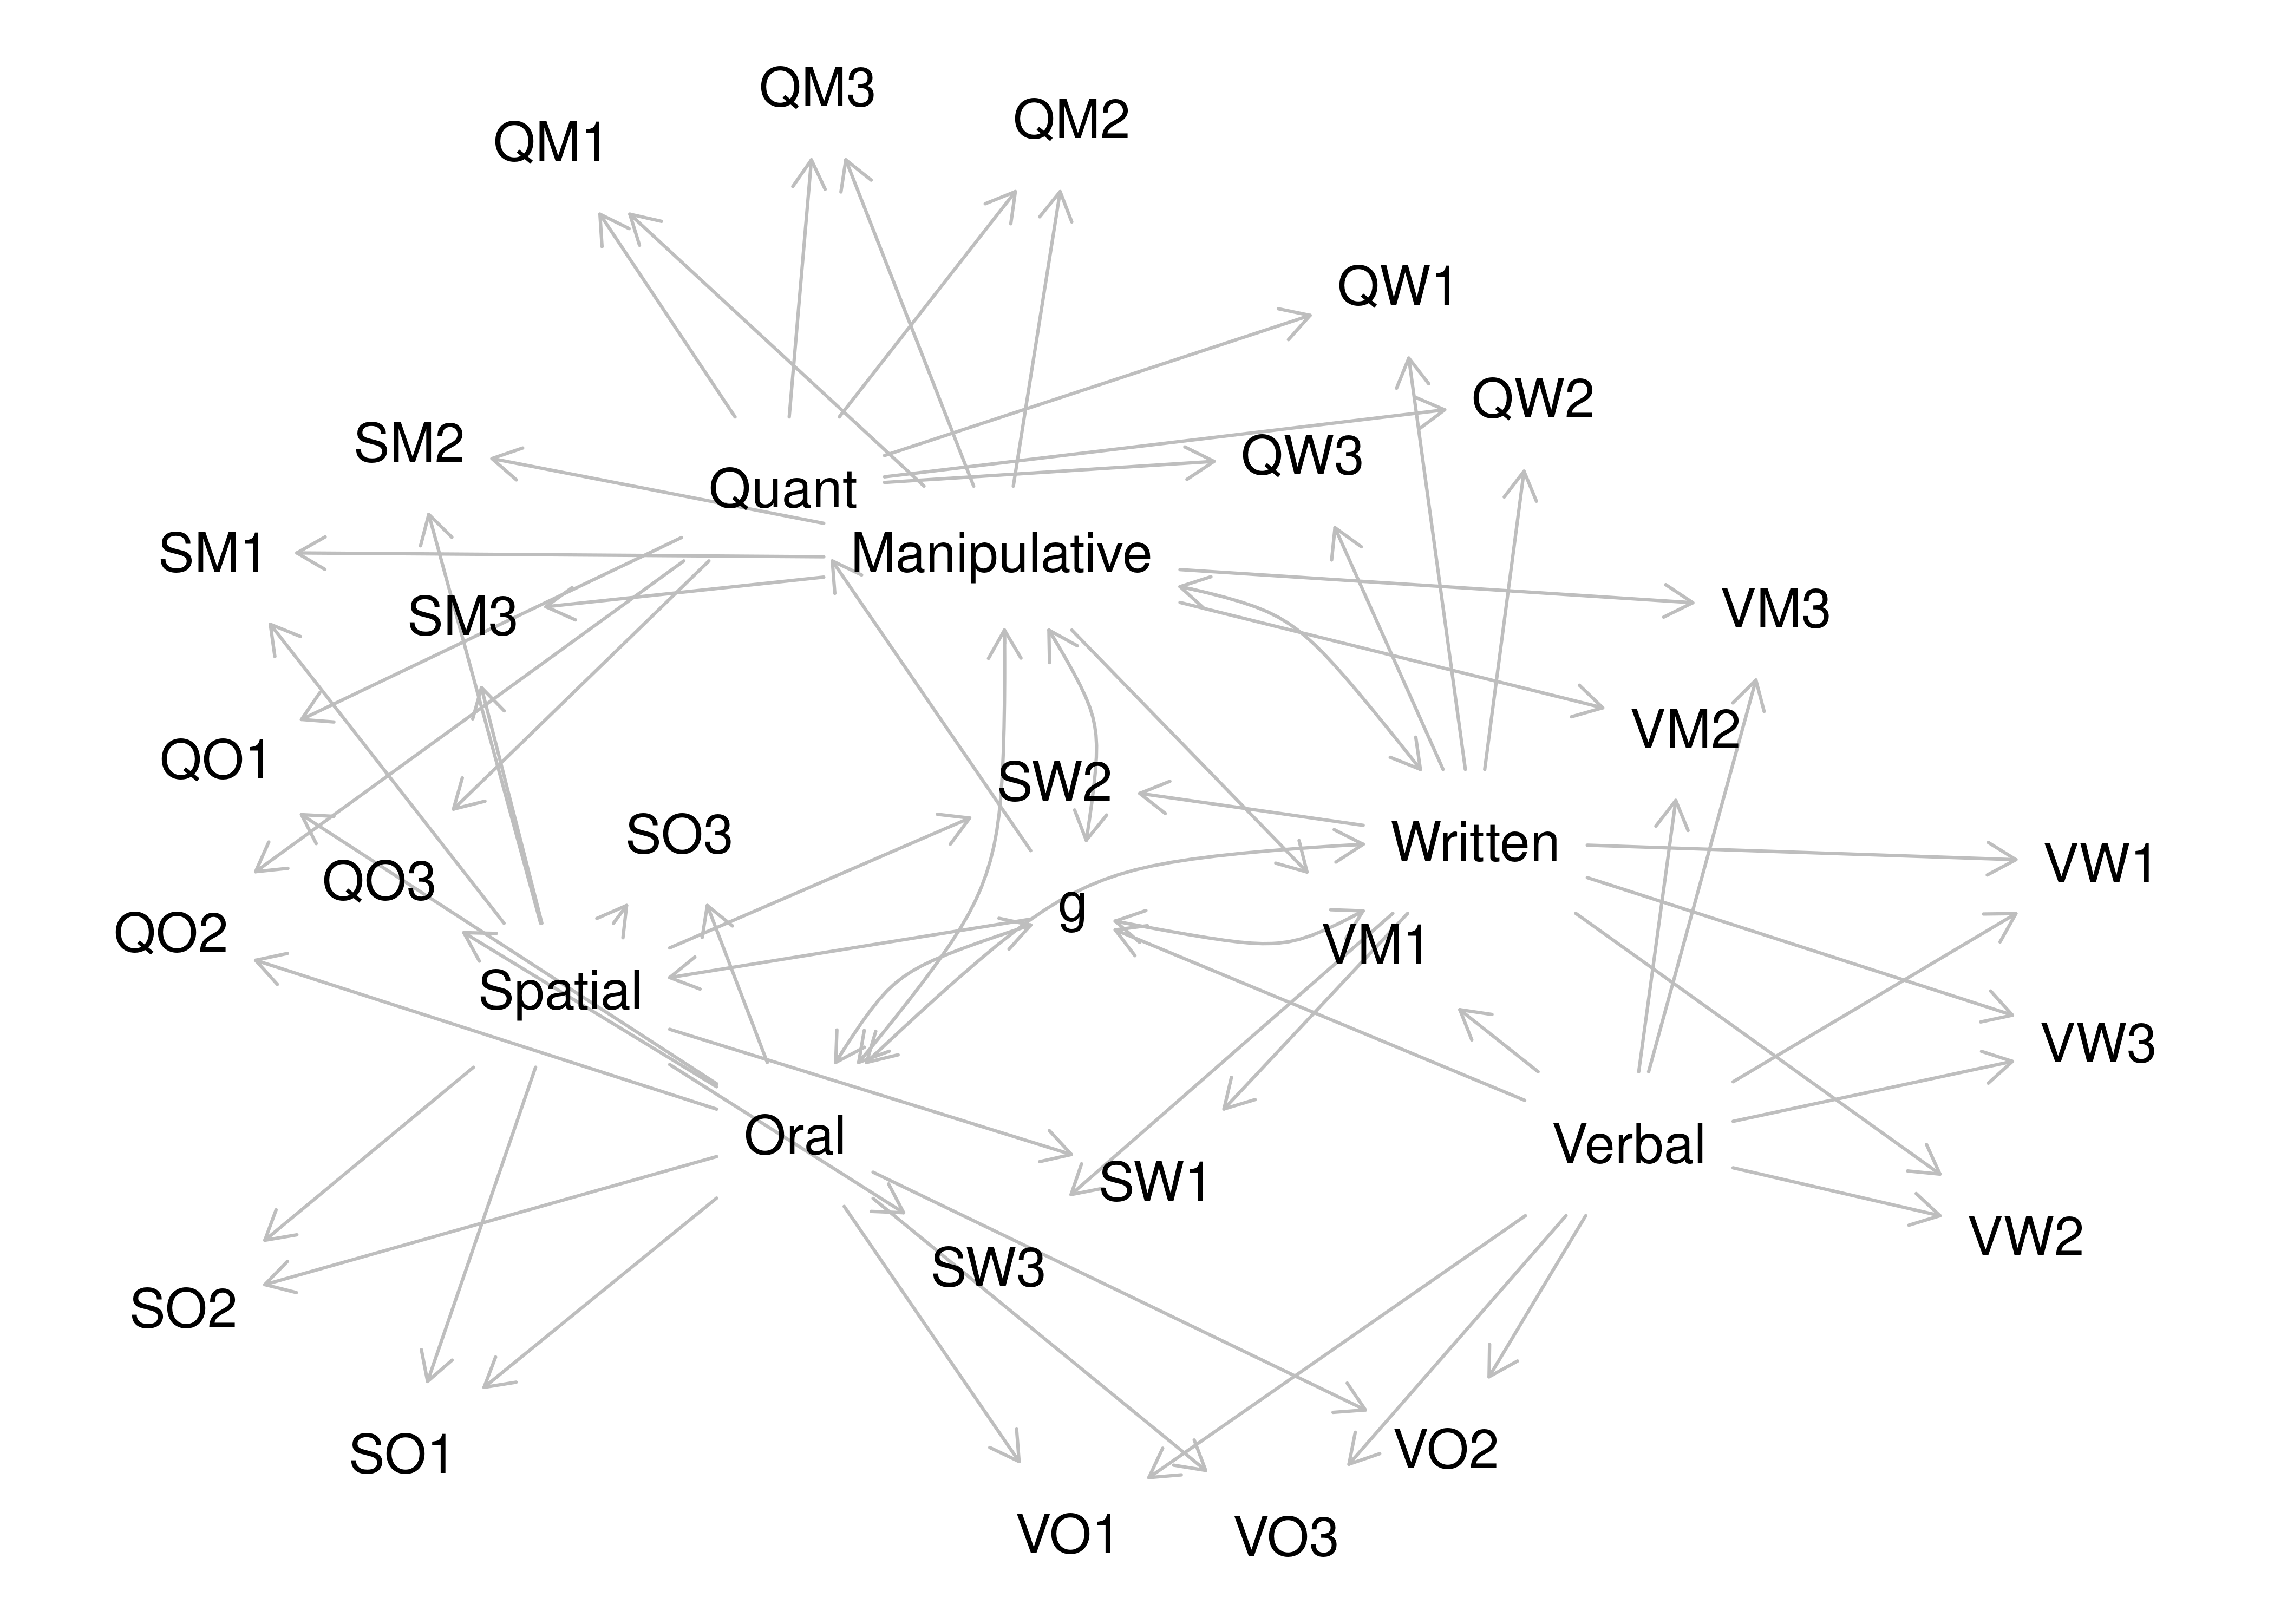 QM3
QM2
QM1
QW1
QW2
SM2
QW3
Quant
SM1
Manipulative
SM3
VM3
VM2
QO1
SW2
SO3
Written
VW1
QO3
g
QO2
VM1
Spatial
VW3
Oral
Verbal
SW1
VW2
SW3
SO2
VO2
SO1
VO1
VO3